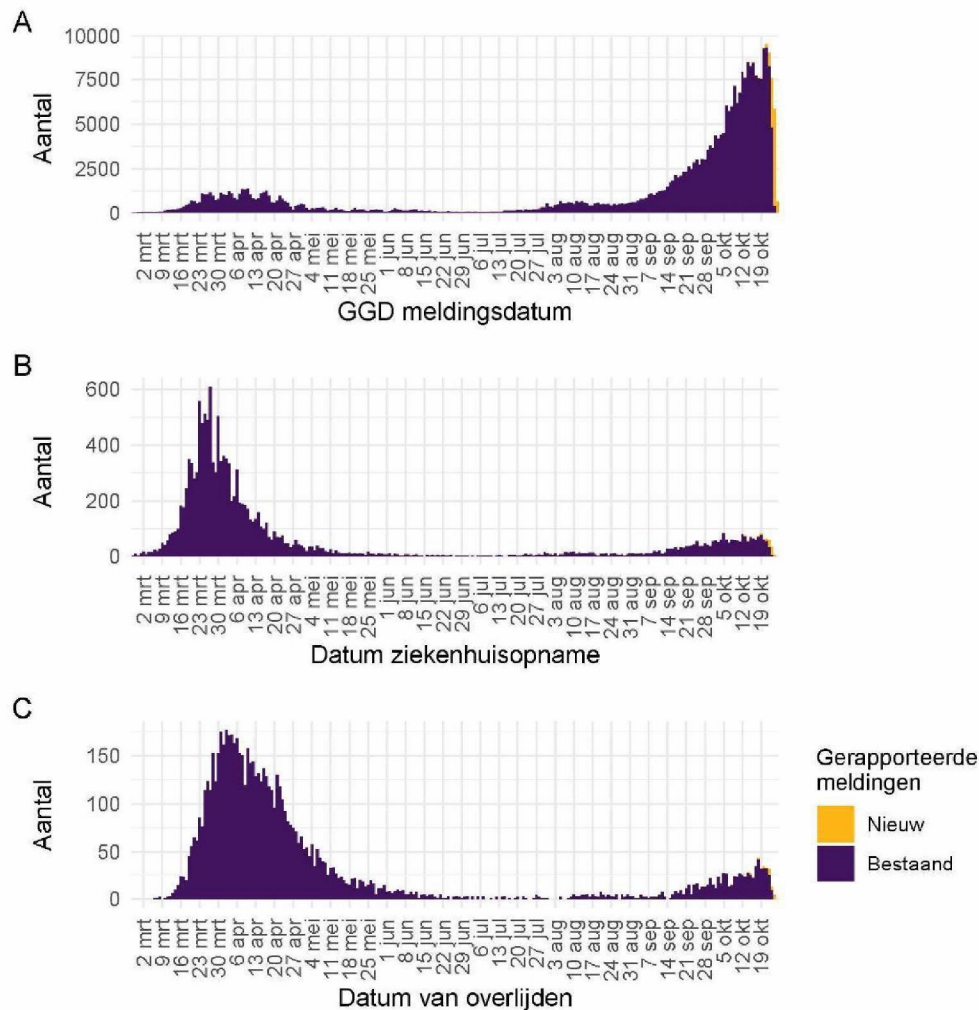 A
10000
7500
5000
2500
0
Aantal
2 mrt
9 mrt
16 mrt
23 mrt
30 mrt
6 apr
13 apr
20 apr
27 apr
4 mei
11 mei
18 mei
25 mei
1 jun
8 jun
15 jun
22 jun
29 jun
6 jul
13 jul
20 jul
27 jul
3 aug
10 aug
17 aug
24 aug
31 aug
7 sep
14 sep
21 sep
28 sep
5 okt
12 okt
19 okt
GGD meldingsdatum
B
600
400
200
0
Aantal
2 mrt
9 mrt
16 mrt
23 mrt
30 mrt
6 apr
13 apr
20 apr
27 apr
4 mei
11 mei
18 mei
25 mei
1 jun
8 jun
15 jun
22 jun
29 jun
6 jul
13 jul
20 jul
27 jul
3 aug
10 aug
17 aug
24 aug
31 aug
7 sep
14 sep
21 sep
28 sep
5 okt
12 okt
19 okt
Datum ziekenhuisopname
C
150
100
50
0
Aantal
2 mrt
9 mrt
16 mrt
23 mrt
30 mrt
6 apr
13 apr
20 apr
27 apr
4 mei
11 mei
18 mei
25 mei
1 jun
8 jun
15 jun
22 jun
29 jun
6 jul
13 jul
20 jul
27 jul
3 aug
10 aug
17 aug
24 aug
31 aug
7 sep
14 sep
21 sep
28 sep
5 okt
12 okt
19 okt
Datum van overlijden
Gerapporteerde
meldingen
Nieuw
Bestaand